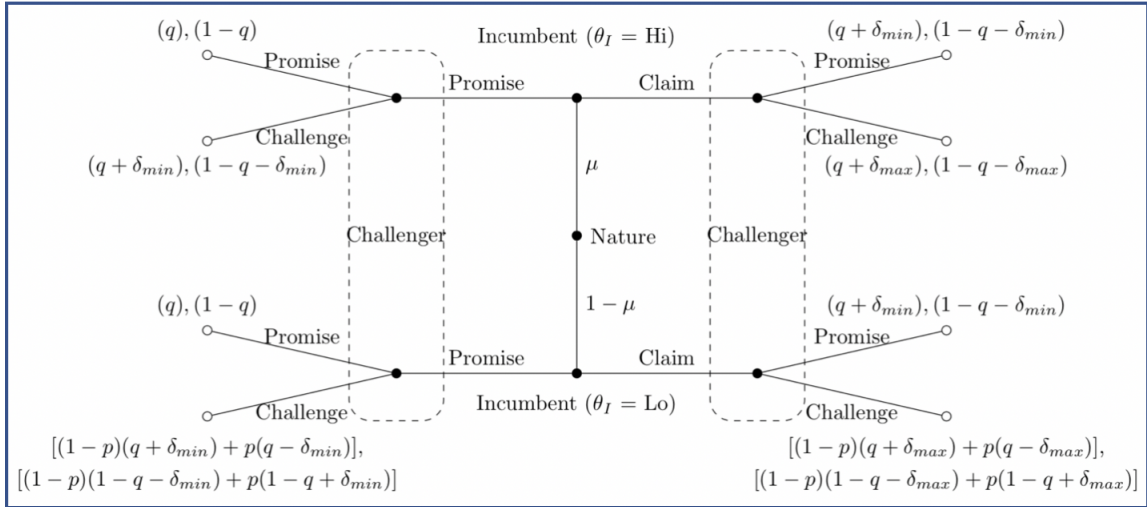 (q), (1 − q)
Incumbent (θ_I = Hi)
(q + δ_min), (1 − q − δ_min)
Promise
Promise
Promise
Claim
Challenge
Challenge
(q + δ_min), (1 − q − δ_min)
(q + δ_max), (1 − q − δ_max)
μ
Challenger
Nature
Challenger
(q), (1 − q)
1 − μ
(q + δ_min), (1 − q − δ_min)
Promise
Promise
Promise
Claim
Challenge
Incumbent (θ_I = Lo)
Challenge
[(1 − p)(q + δ_min) + p(q − δ_min)],
[(1 − p)(1 − q − δ_min) + p(1 − q + δ_min)]
[(1 − p)(q + δ_max) + p(q − δ_max)],
[(1 − p)(1 − q − δ_max) + p(1 − q + δ_max)]